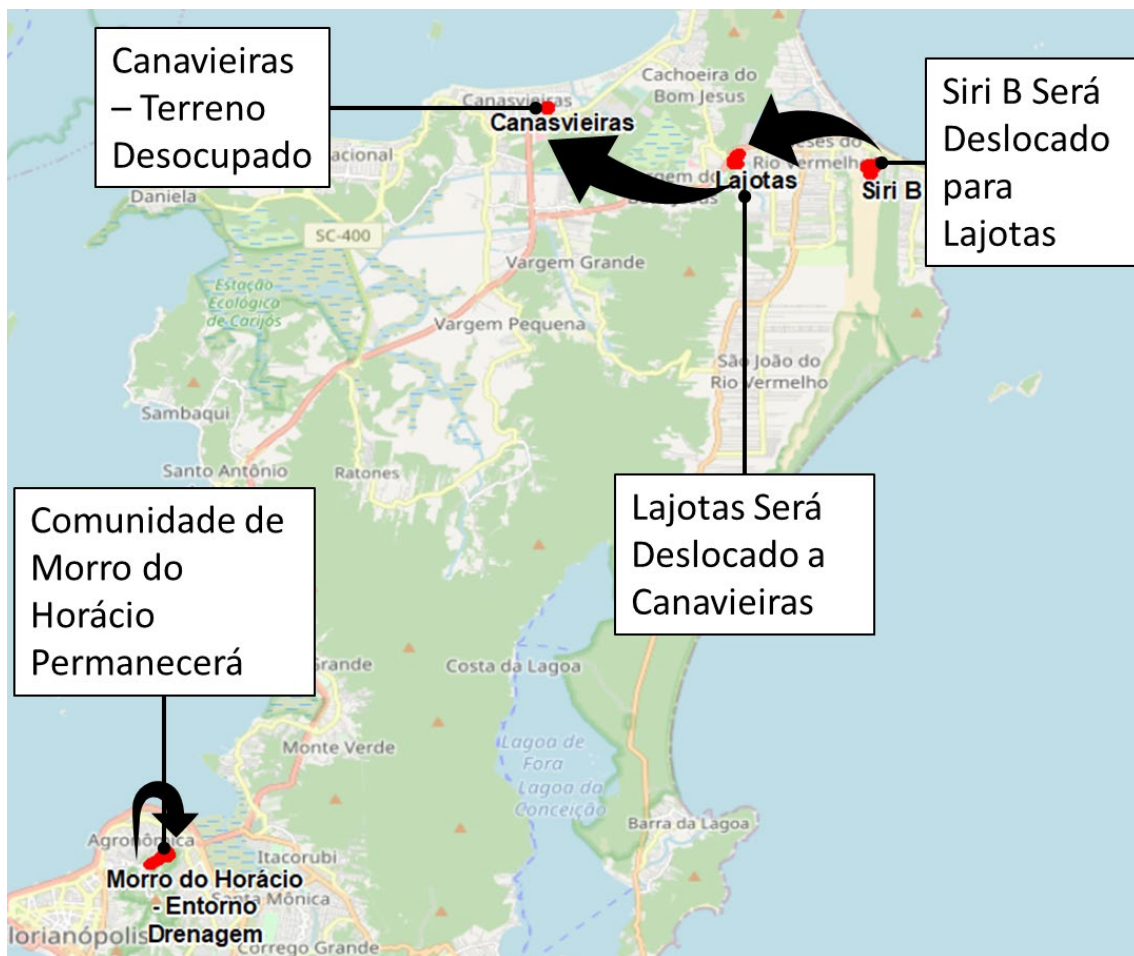 Canavieiras
– Terreno
Desocupado
Siri B Será
Deslocado
para
Lajotas
Cachoeira do
Bom Jesus
Canasvieiras
Canasvieiras
Rio Vermelho
Lajotas
Siri B
Daniela
SC-400
Vargem Grande
Estação
Ecológica
de Carijós
Vargem Pequena
São João do
Rio Vermelho
Sambaqui
Santo Antônio
Ratones
Comunidade de
Morro do
Horácio
Permanecerá
Lajotas Será
Deslocado a
Canavieiras
Grande
Costa da Lagoa
Monte Verde
Lagoa de
Fora
Lagoa da
Conceição
Barra da Lagoa
Agronômica
Itacorubi
Morro do Horácio
- Entorno
Drenagem
Santa Mônica
lorianópolis
Córrego Grande